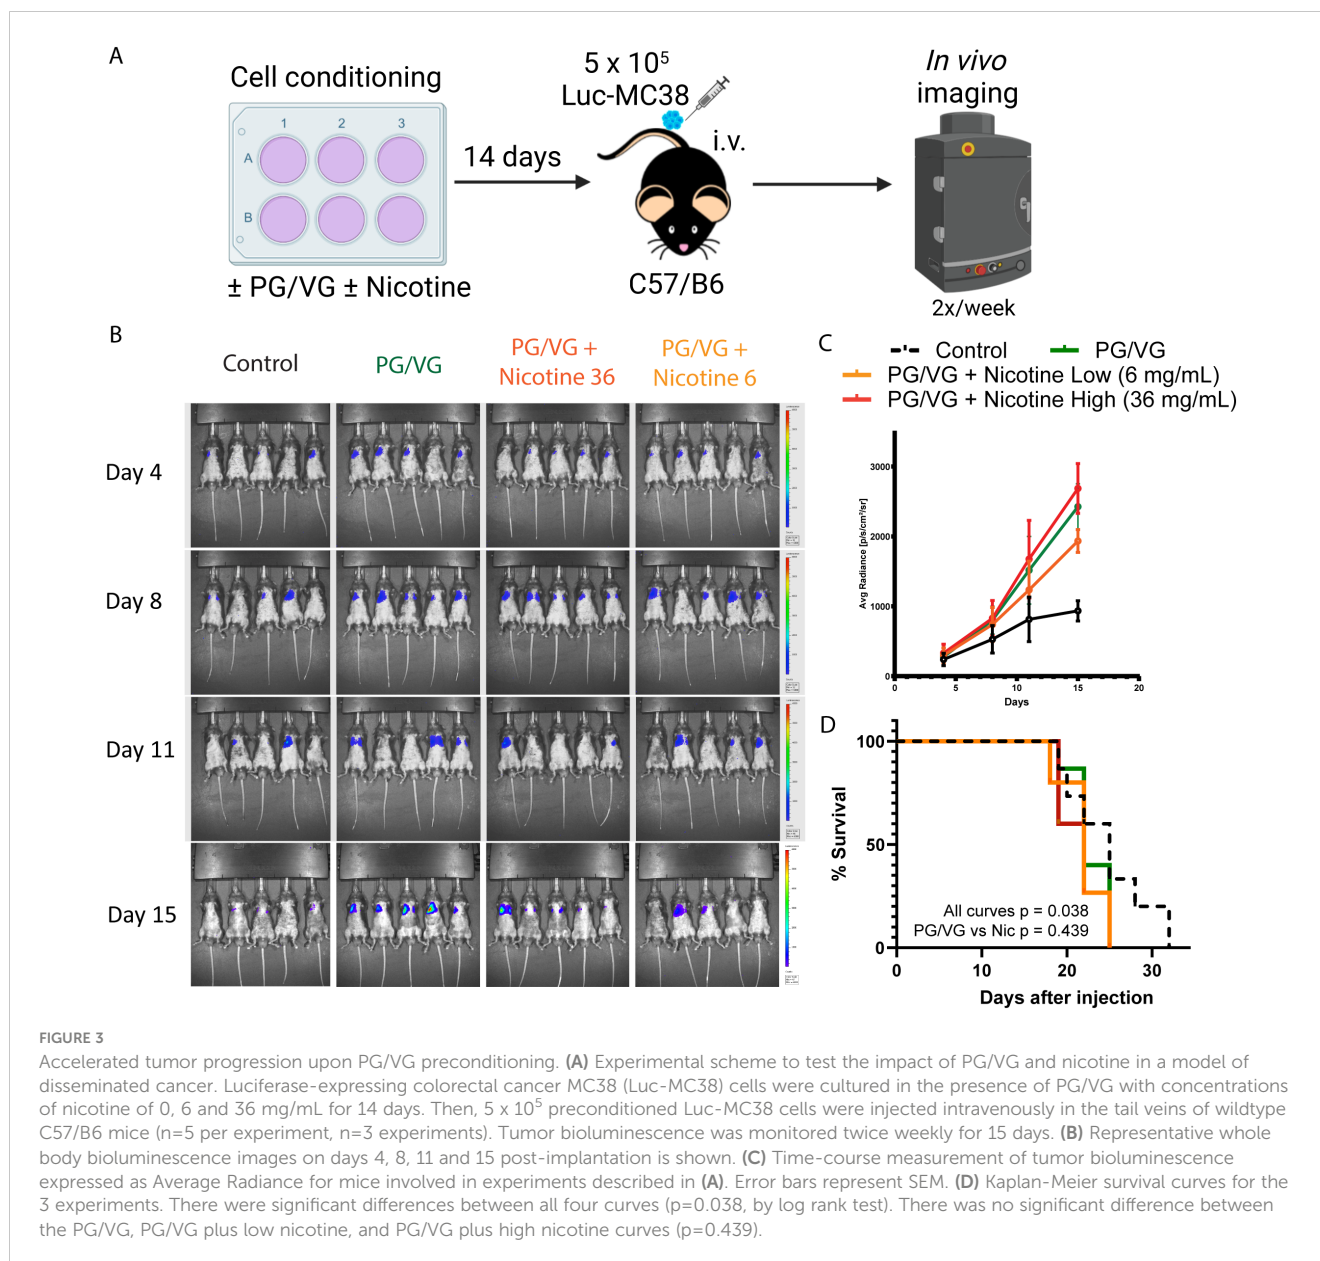 A
Cell conditioning
1 2 3
A
B
± PG/VG ± Nicotine
14 days
5 x 10⁵
Luc-MC38
i.v.
C57/B6
In vivo
imaging
2x/week
B
Control
PG/VG
PG/VG +
Nicotine 36
PG/VG +
Nicotine 6
Day 4
Day 8
Day 11
Day 15
C
Control
PG/VG
PG/VG + Nicotine Low (6 mg/mL)
PG/VG + Nicotine High (36 mg/mL)
Avg Radiance [p/s/cm²/sr]
3000
2000
1000
0
0 5 10 15 20
Days
D
% Survival
100
50
0
All curves p = 0.038
PG/VG vs Nic p = 0.439
0 10 20 30
Days after injection
FIGURE 3
Accelerated tumor progression upon PG/VG preconditioning. (A) Experimental scheme to test the impact of PG/VG and nicotine in a model of
disseminated cancer. Luciferase-expressing colorectal cancer MC38 (Luc-MC38) cells were cultured in the presence of PG/VG with concentrations
of nicotine of 0, 6 and 36 mg/mL for 14 days. Then, 5 x 10⁵ preconditioned Luc-MC38 cells were injected intravenously in the tail veins of wildtype
C57/B6 mice (n=5 per experiment, n=3 experiments). Tumor bioluminescence was monitored twice weekly for 15 days. (B) Representative whole
body bioluminescence images on days 4, 8, 11 and 15 post-implantation is shown. (C) Time-course measurement of tumor bioluminescence
expressed as Average Radiance for mice involved in experiments described in (A). Error bars represent SEM. (D) Kaplan-Meier survival curves for the
3 experiments. There were significant differences between all four curves (p=0.038, by log rank test). There was no significant difference between
the PG/VG, PG/VG plus low nicotine, and PG/VG plus high nicotine curves (p=0.439).